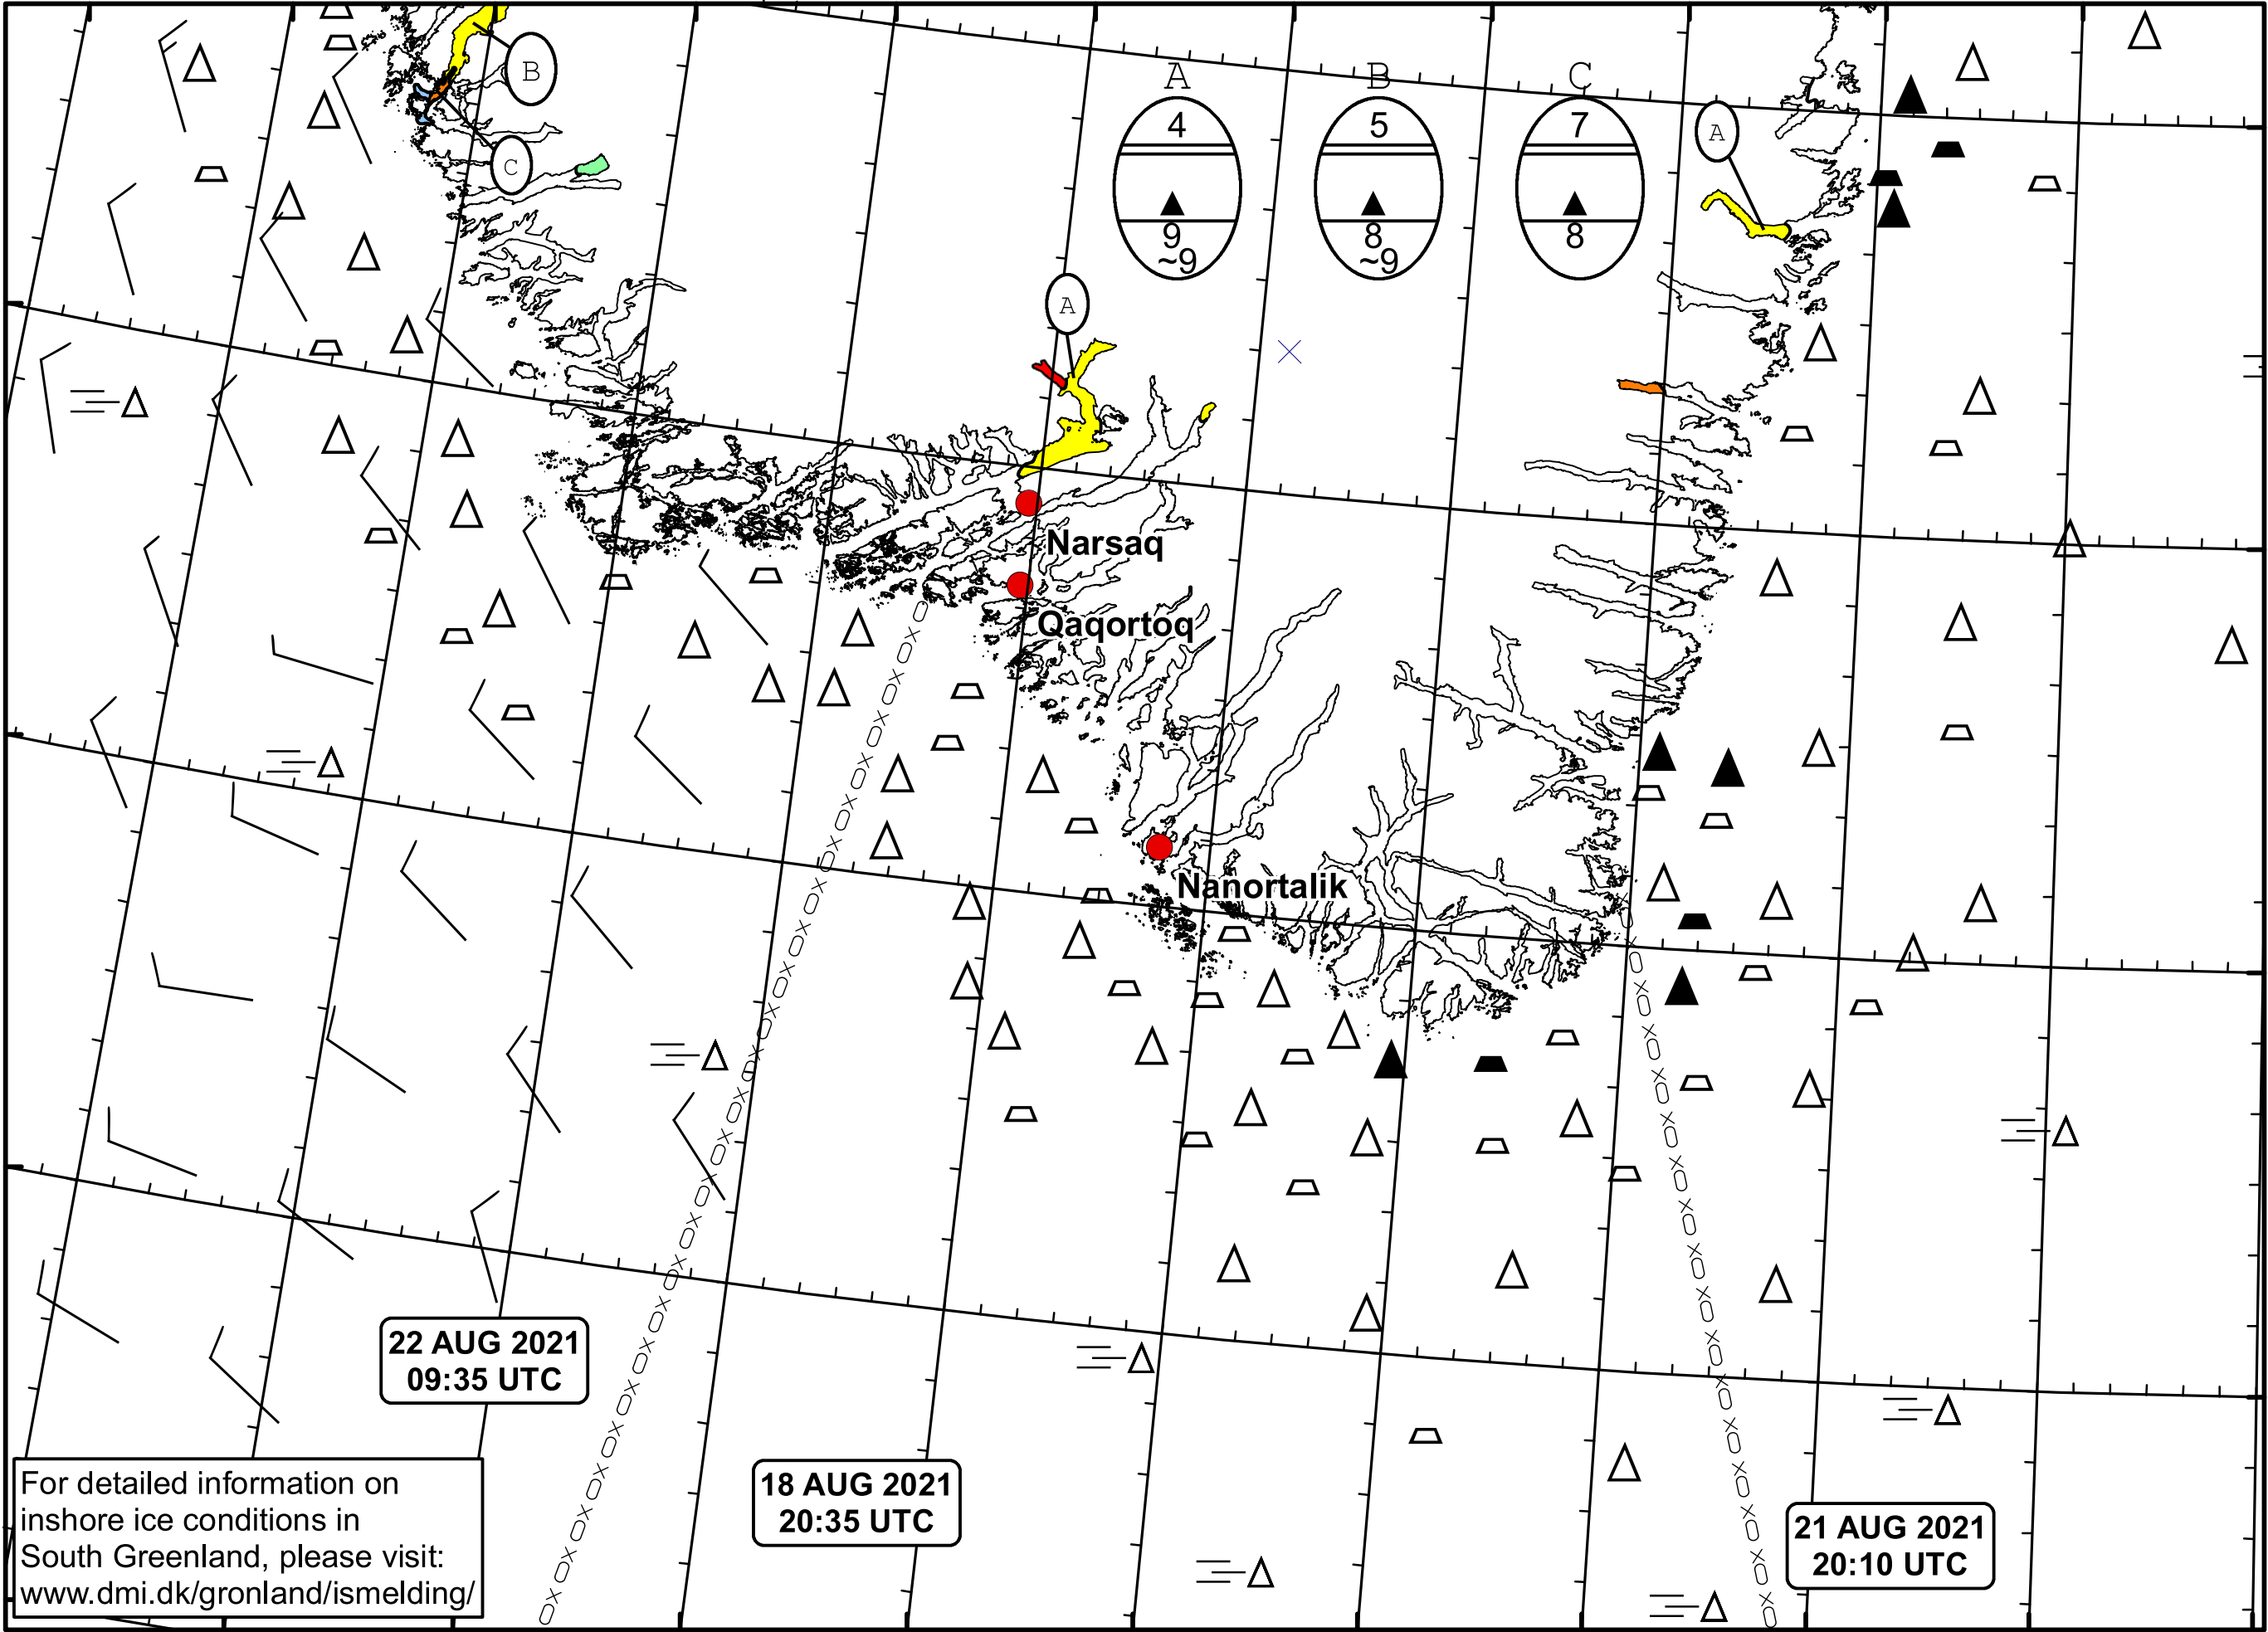 B
C
A
4
9
~9
B
5
8
~9
C
7
8
A
A
Narsaq
Qaqortoq
Nanortalik
22 AUG 2021
09:35 UTC
18 AUG 2021
20:35 UTC
21 AUG 2021
20:10 UTC
For detailed information on
inshore ice conditions in
South Greenland, please visit:
www.dmi.dk/gronland/ismelding/